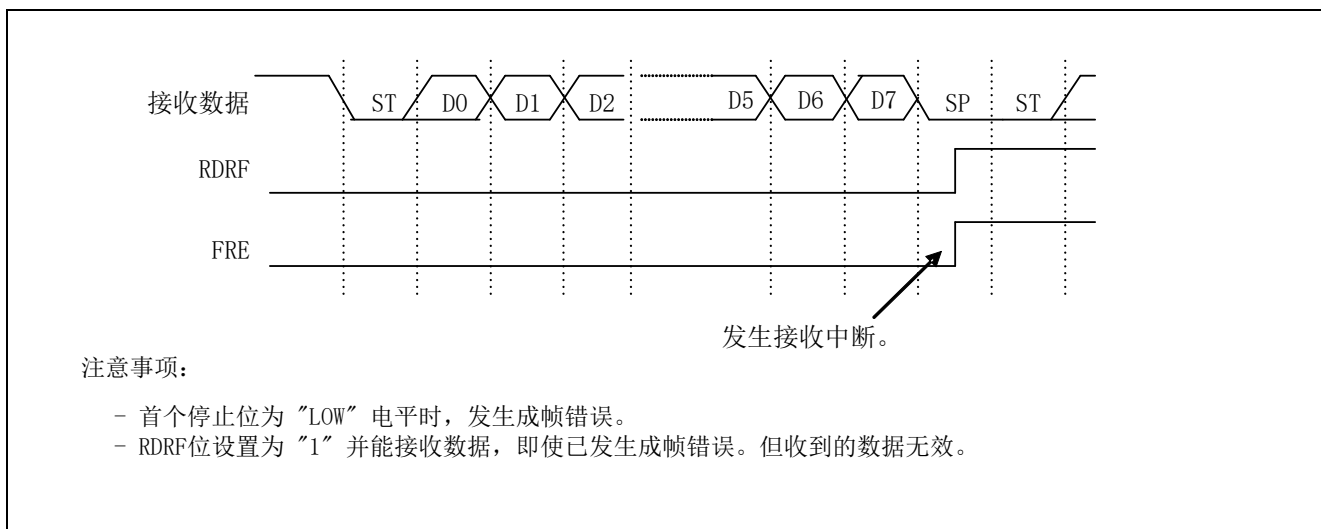 接收数据 ST D0 D1 D2 D5 D6 D7 SP ST
RDRF
FRE
发生接收中断。
注意事项:
- 首个停止位为 "LOW" 电平时，发生成帧错误。
- RDRF位设置为 "1" 并能接收数据，即使已发生成帧错误。但收到的数据无效。